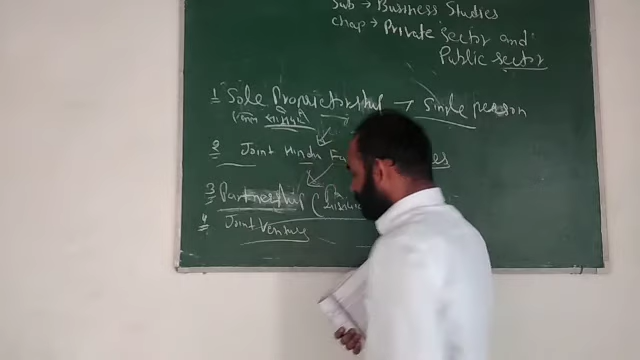 Sub → Business Studies
chap → Private sector and
Public sector
1 Sole Proprietorship → Single person
2 Joint Hindu
3 Partnership (
4 Joint Venture